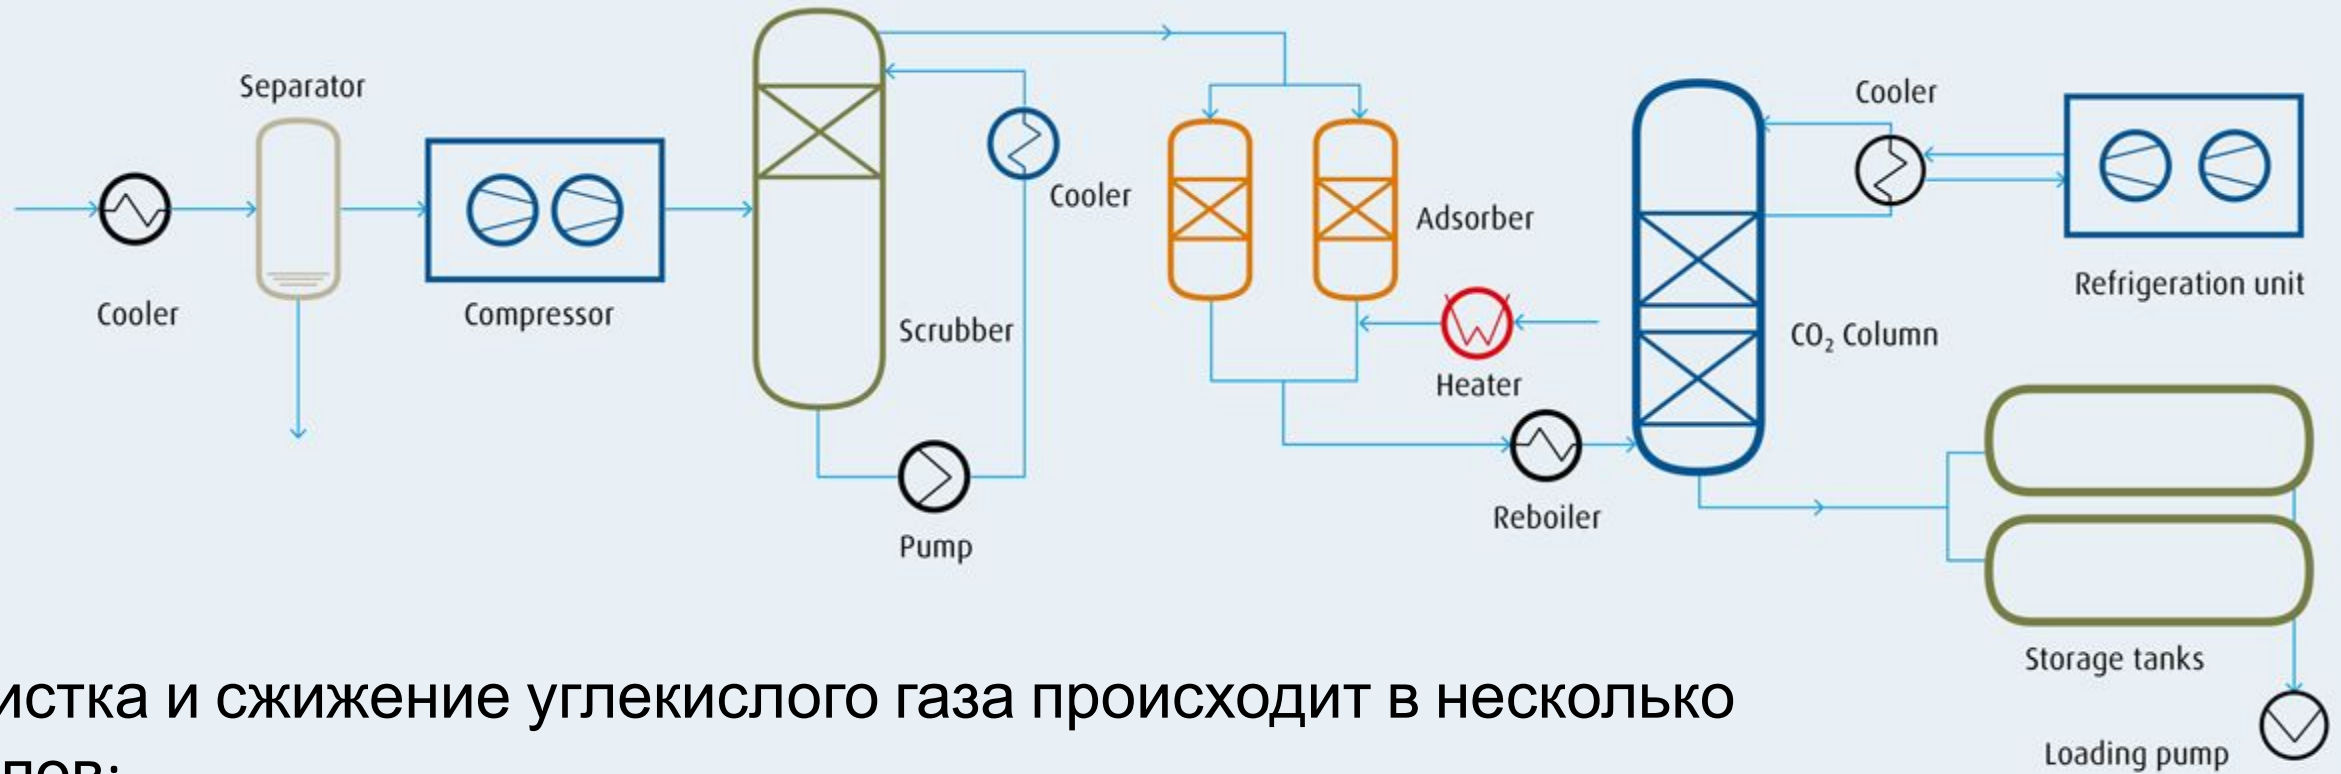 Separator
Cooler
Compressor
Scrubber
Cooler
Pump
Adsorber
Heater
Reboiler
Cooler
CO₂ Column
Refrigeration unit
Storage tanks
Loading pump
истка и сжижение углекислого газа происходит в несколько